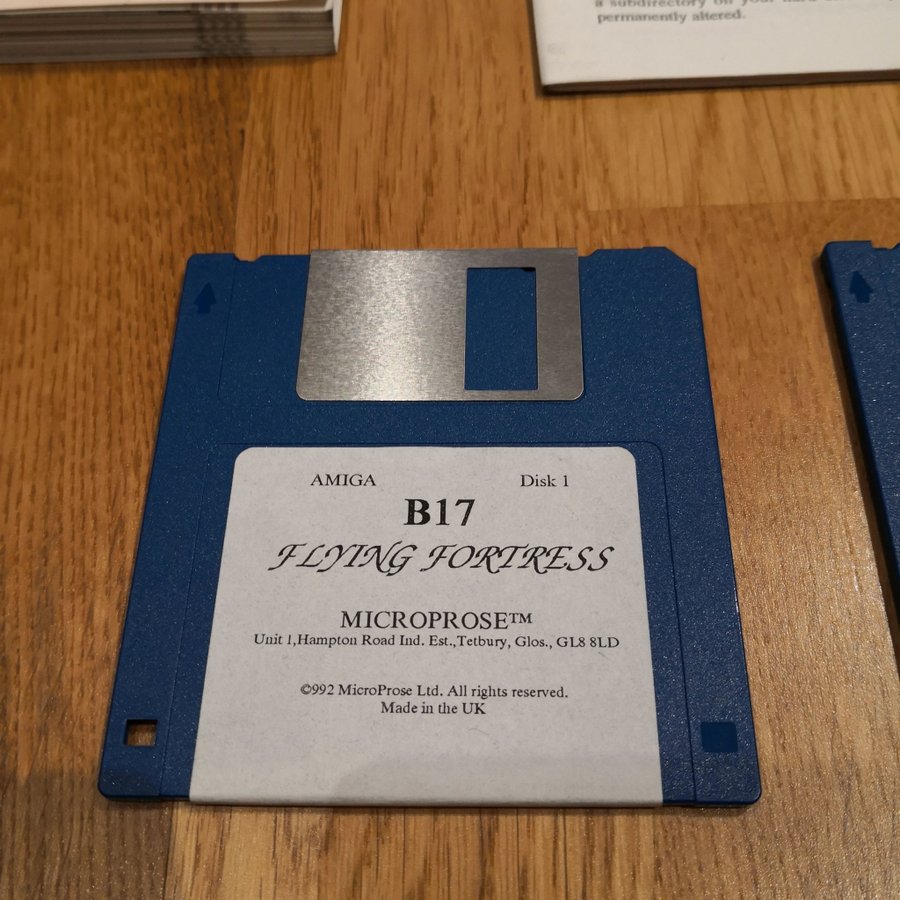 a subdirectory on your hard
permanently altered.
AMIGA Disk 1
B17
FLYING FORTRESS
MICROPROSE™
Unit 1,Hampton Road Ind. Est.,Tetbury, Glos., GL8 8LD
©992 MicroProse Ltd. All rights reserved.
Made in the UK